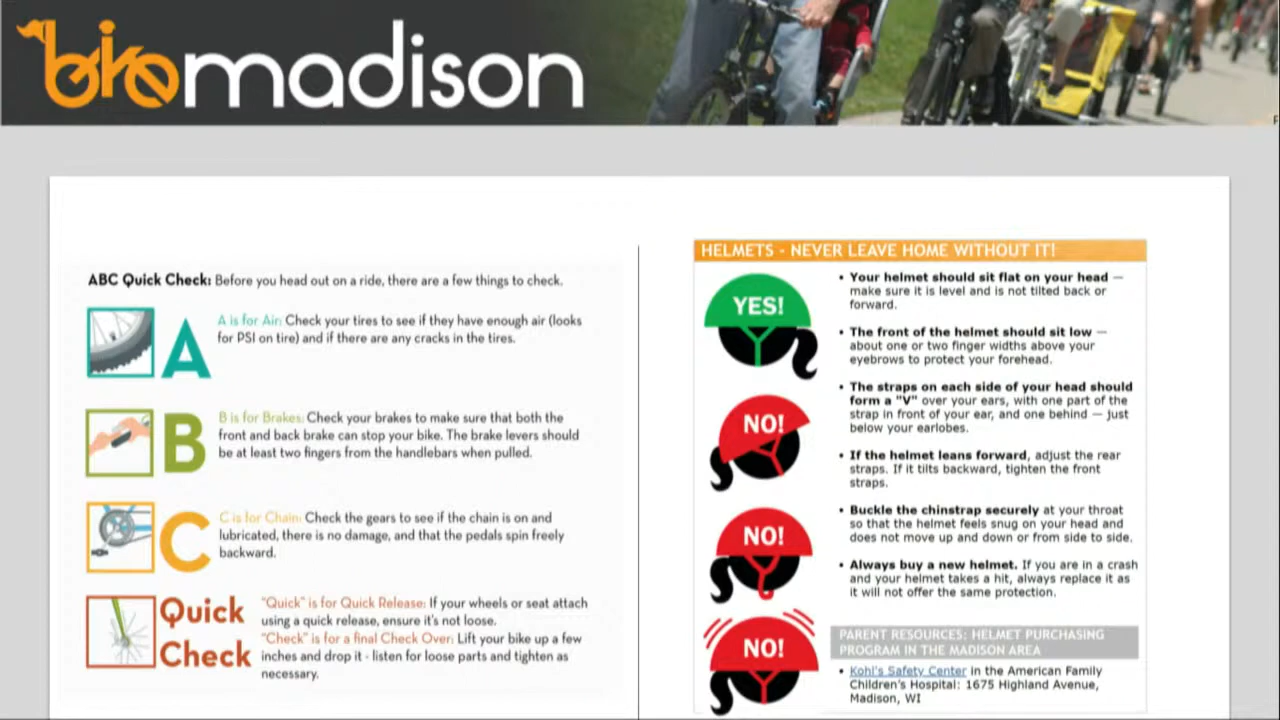 bikemadison
ABC Quick Check: Before you head out on a ride, there are a few things to check.
A
A is for Air: Check your tires to see if they have enough air (looks
for PSI on tire) and if there are any cracks in the tires.
B
B is for Brakes: Check your brakes to make sure that both the
front and back brake can stop your bike. The brake levers should
be at least two fingers from the handlebars when pulled.
C
C is for Chain: Check the gears to see if the chain is on and
lubricated, there is no damage, and that the pedals spin freely
backward.
Quick
Check
"Quick" is for Quick Release: If your wheels or seat attach
using a quick release, ensure it's not loose.
"Check" is for a final Check Over: Lift your bike up a few
inches and drop it - listen for loose parts and tighten as
necessary.
HELMETS - NEVER LEAVE HOME WITHOUT IT!
YES!
NO!
NO!
NO!
• Your helmet should sit flat on your head —
make sure it is level and is not tilted back or
forward.
• The front of the helmet should sit low —
about one or two finger widths above your
eyebrows to protect your forehead.
• The straps on each side of your head should
form a "V" over your ears, with one part of the
strap in front of your ear, and one behind — just
below your earlobes.
• If the helmet leans forward, adjust the rear
straps. If it tilts backward, tighten the front
straps.
• Buckle the chinstrap securely at your throat
so that the helmet feels snug on your head and
does not move up and down or from side to side.
• Always buy a new helmet. If you are in a crash
and your helmet takes a hit, always replace it as
it will not offer the same protection.
PARENT RESOURCES: HELMET PURCHASING
PROGRAM IN THE MADISON AREA
• Kohl's Safety Center in the American Family
Children's Hospital: 1675 Highland Avenue,
Madison, WI